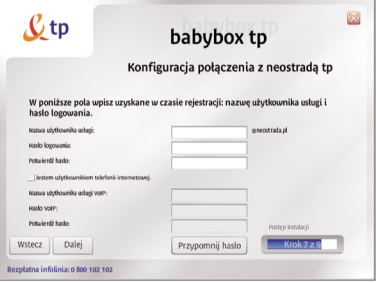 tp
babybox tp
Konfiguracja połączenia z neostradą tp
W poniższe pola wpisz uzyskane w czasie rejestracji: nazwę użytkownika usługi i
hasło logowania.
Nazwa użytkownika usługi:
@neostrada.pl
Hasło logowania:
Potwierdź hasło:
Jestem użytkownikiem telefonii internetowej.
Nazwa użytkownika usługi VoIP:
Hasło VoIP:
Potwierdź hasło:
Postęp instalacji
Wstecz
Dalej
Przypomnij hasło
Krok 7 z 9
Bezpłatna infolinia: 0 800 102 102